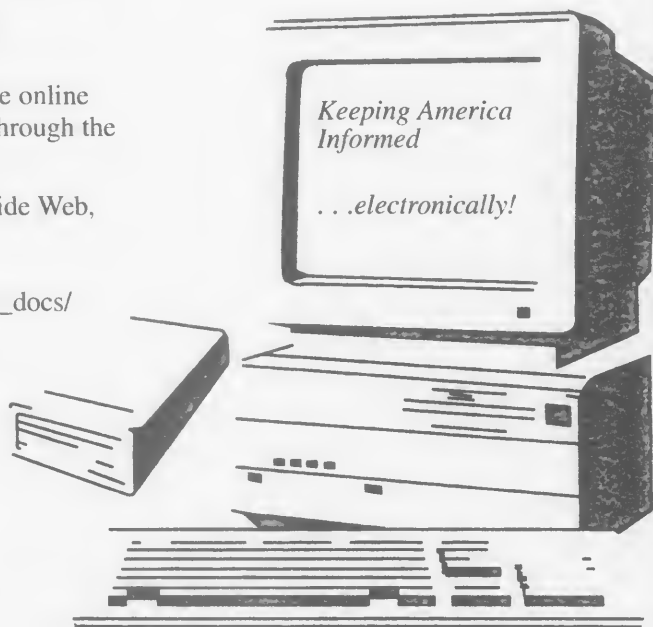 e online
hrough the
ide Web,
_docs/
Keeping America
Informed
. . .electronically!